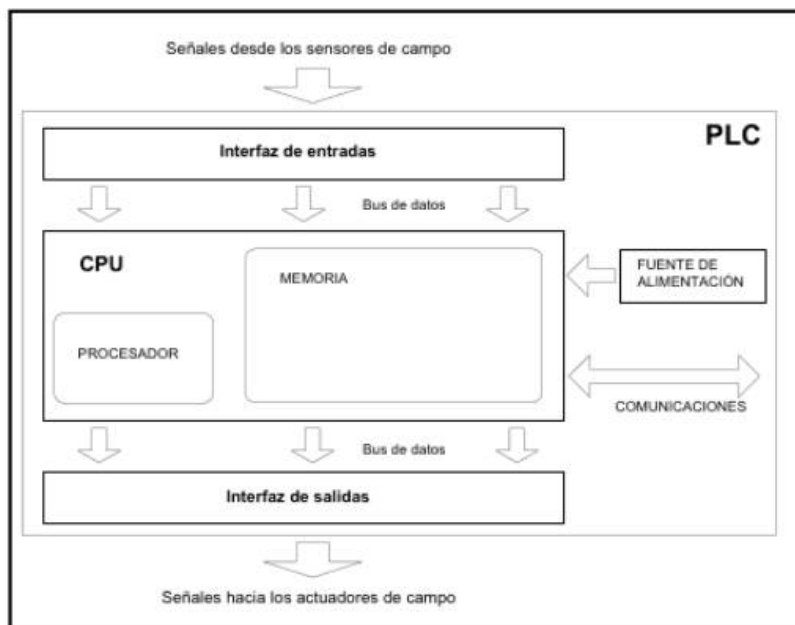 Señales desde los sensores de campo
PLC
Interfaz de entradas
Bus de datos
CPU
MEMORIA
FUENTE DE
ALIMENTACIÓN
PROCESADOR
COMUNICACIONES
Bus de datos
Interfaz de salidas
Señales hacia los actuadores de campo